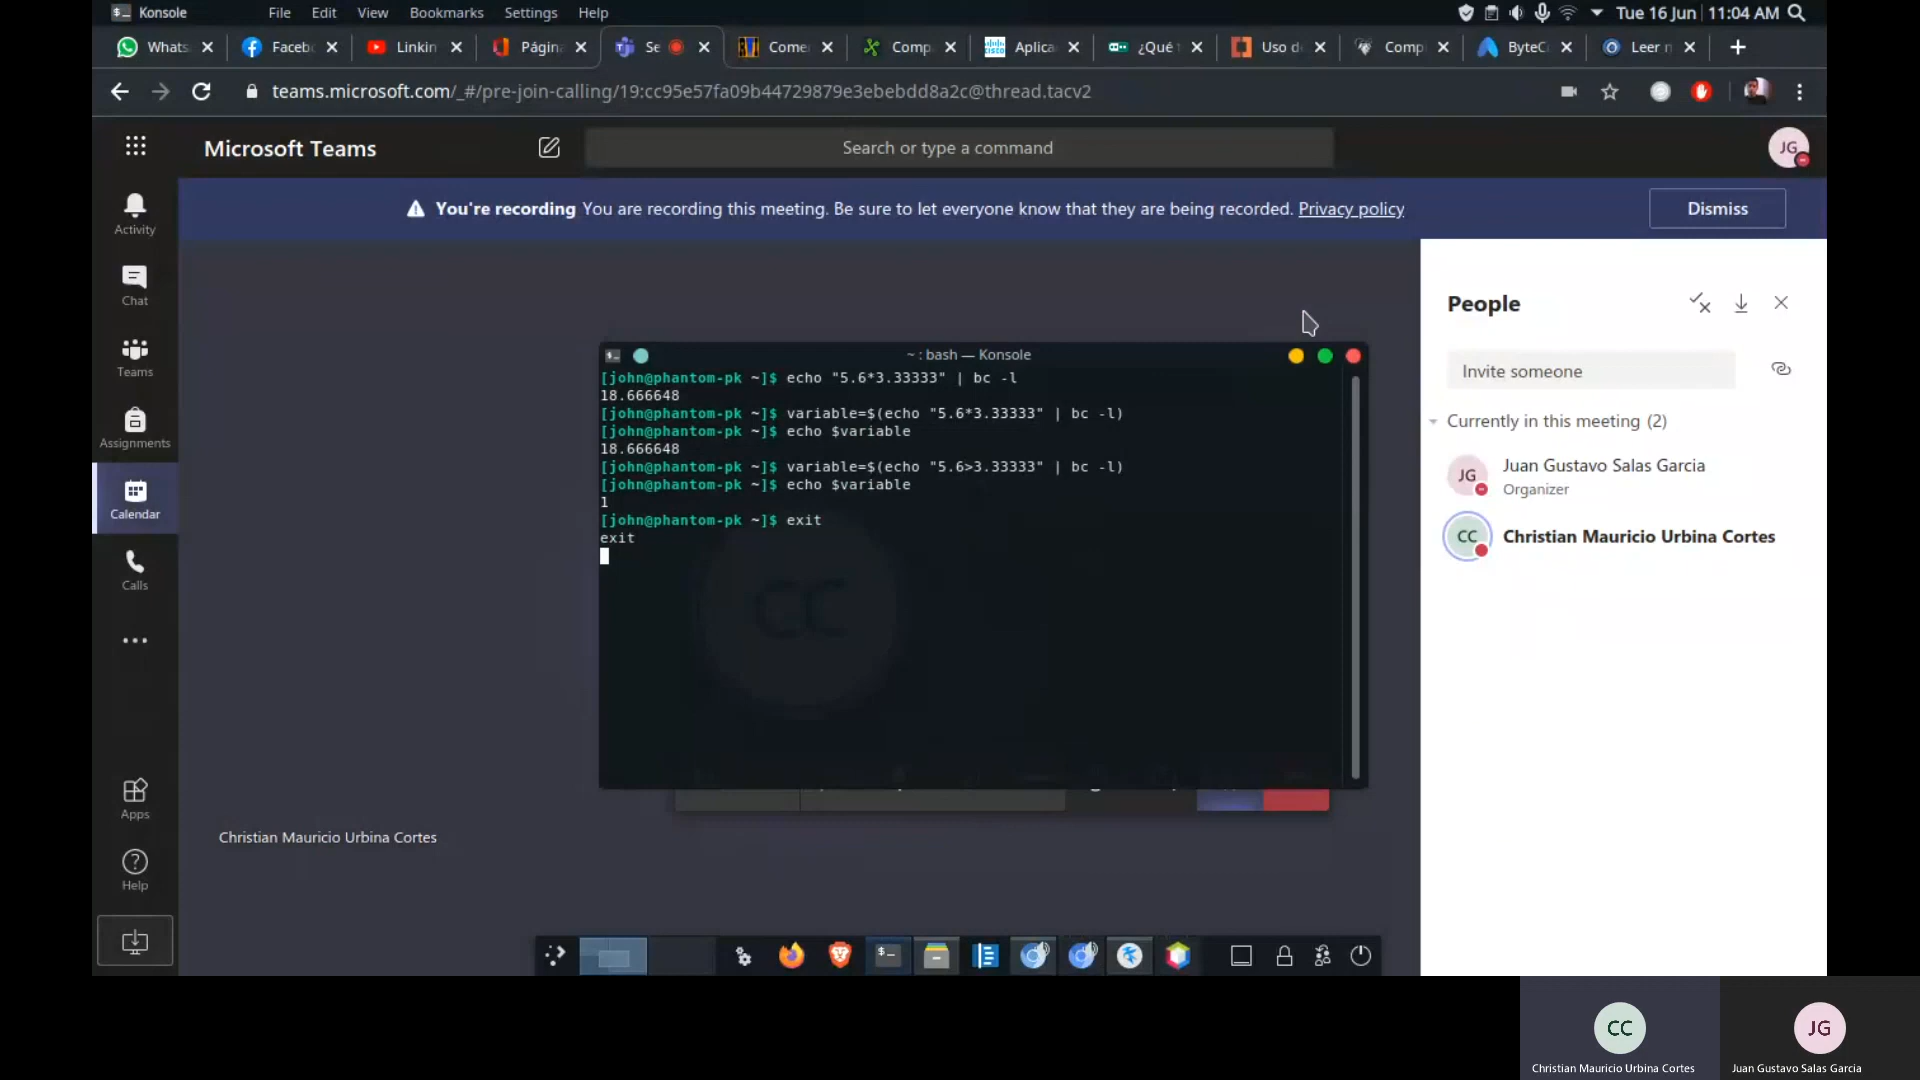 Konsole File Edit View Bookmarks Settings Help Tue 16 Jun 11:04 AM
Whats Faceb Linkin Págin Se Come Comp Aplica ¿Qué Uso d Comp ByteC Leer
teams.microsoft.com/_#/pre-join-calling/19:cc95e57fa09b44729879e3ebebdd8a2c@thread.tacv2
Microsoft Teams
Search or type a command
JG
You're recording You are recording this meeting. Be sure to let everyone know that they are being recorded. Privacy policy
Dismiss
Activity
Chat
Teams
Assignments
Calendar
Calls
Apps
Help
~ : bash — Konsole
[john@phantom-pk ~]$ echo "5.6*3.33333" | bc -l
18.666648
[john@phantom-pk ~]$ variable=$(echo "5.6*3.33333" | bc -l)
[john@phantom-pk ~]$ echo $variable
18.666648
[john@phantom-pk ~]$ variable=$(echo "5.6>3.33333" | bc -l)
[john@phantom-pk ~]$ echo $variable
1
[john@phantom-pk ~]$ exit
exit
CC
Christian Mauricio Urbina Cortes
People
Invite someone
Currently in this meeting (2)
JG
Juan Gustavo Salas Garcia
Organizer
CC
Christian Mauricio Urbina Cortes
CC
Christian Mauricio Urbina Cortes
JG
Juan Gustavo Salas Garcia